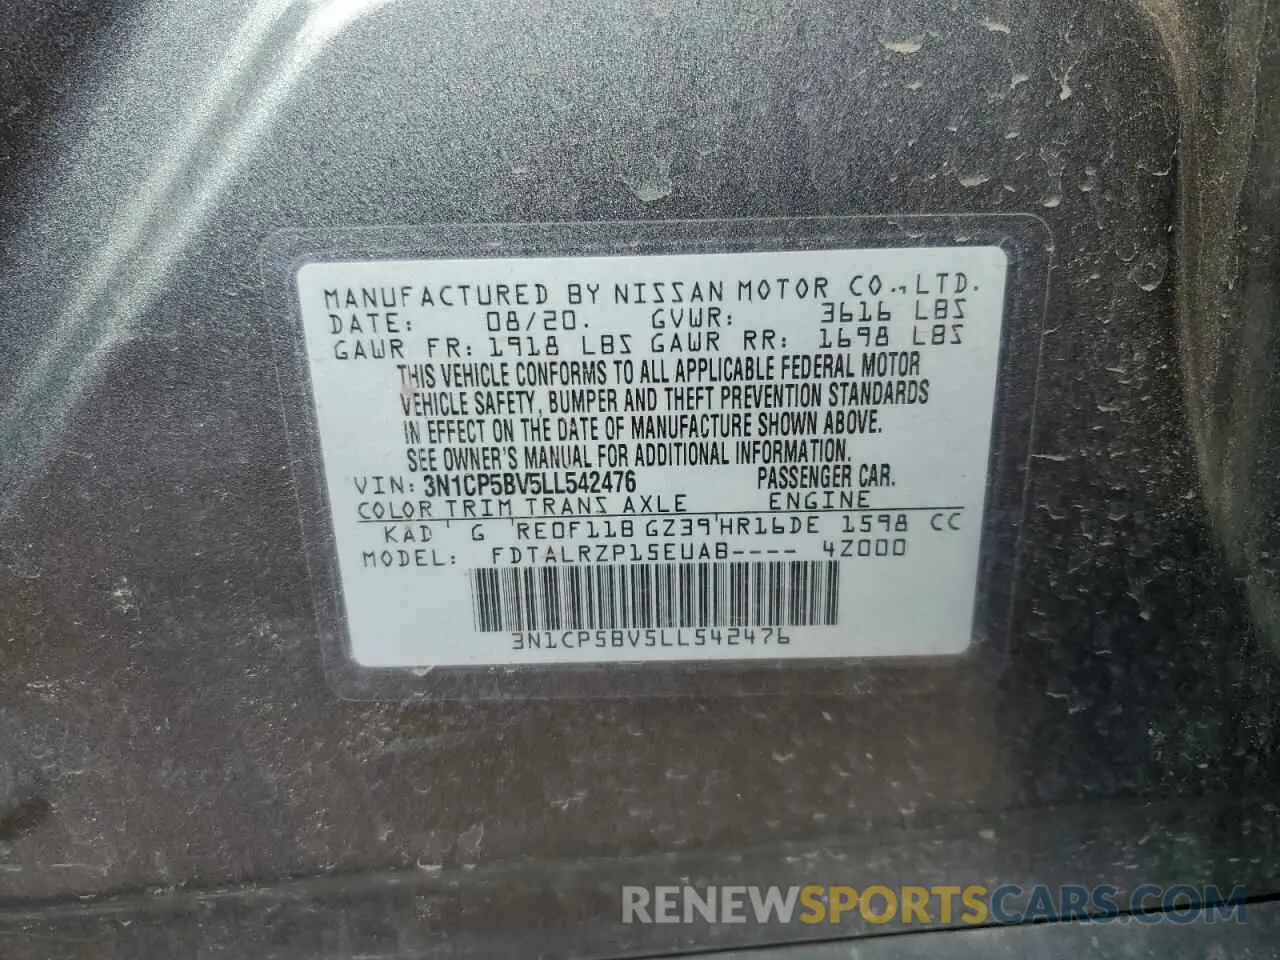 MANUFACTURED BY NISSAN MOTOR CO., LTD.
DATE: 08/20. GVWR: 3616 LBS
GAWR FR: 1918 LBS GAWR RR: 1698 LBS
THIS VEHICLE CONFORMS TO ALL APPLICABLE FEDERAL MOTOR
VEHICLE SAFETY, BUMPER AND THEFT PREVENTION STANDARDS
IN EFFECT ON THE DATE OF MANUFACTURE SHOWN ABOVE.
SEE OWNER'S MANUAL FOR ADDITIONAL INFORMATION.
VIN: 3N1CP5BV5LL542476 PASSENGER CAR.
COLOR TRIM TRANS AXLE ENGINE
KAD G RE0F11B GZ39 HR16DE 1598 CC
MODEL: FDTALRZP15EUAB---- 4Z000
3N1CP5BV5LL542476
RENEWSPORTSCARS.COM